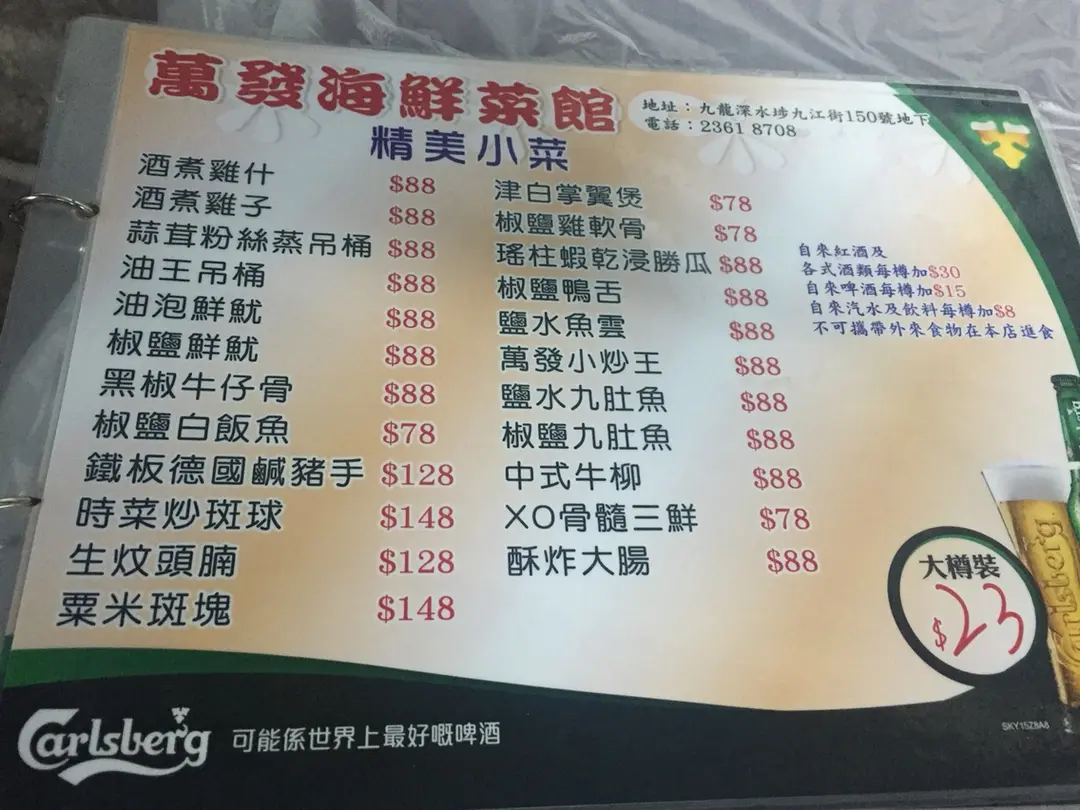 萬發海鮮菜館
地址：九龍深水埗九江街150號地下
電話：2361 8708
精美小菜
酒煮雞什 $88
酒煮雞子 $88
蒜茸粉絲蒸吊桶 $88
油王吊桶 $88
油泡鮮魷 $88
椒鹽鮮魷 $88
黑椒牛仔骨 $88
椒鹽白飯魚 $78
鐵板德國鹹豬手 $128
時菜炒斑球 $148
生炆頭腩 $128
粟米斑塊 $148
津白掌翼煲 $78
椒鹽雞軟骨 $78
瑤柱蝦乾浸勝瓜 $88
椒鹽鴨舌 $88
鹽水魚雲 $88
萬發小炒王 $88
鹽水九肚魚 $88
椒鹽九肚魚 $88
中式牛柳 $88
XO骨髓三鮮 $78
酥炸大腸 $88
自來紅酒及
各式酒類每樽加$30
自來啤酒每樽加$15
自來汽水及飲料每樽加$8
不可攜帶外來食物在本店進食
大樽裝
$23
Carlsberg
Carlsberg 可能係世界上最好嘅啤酒
SKY15Z8A8